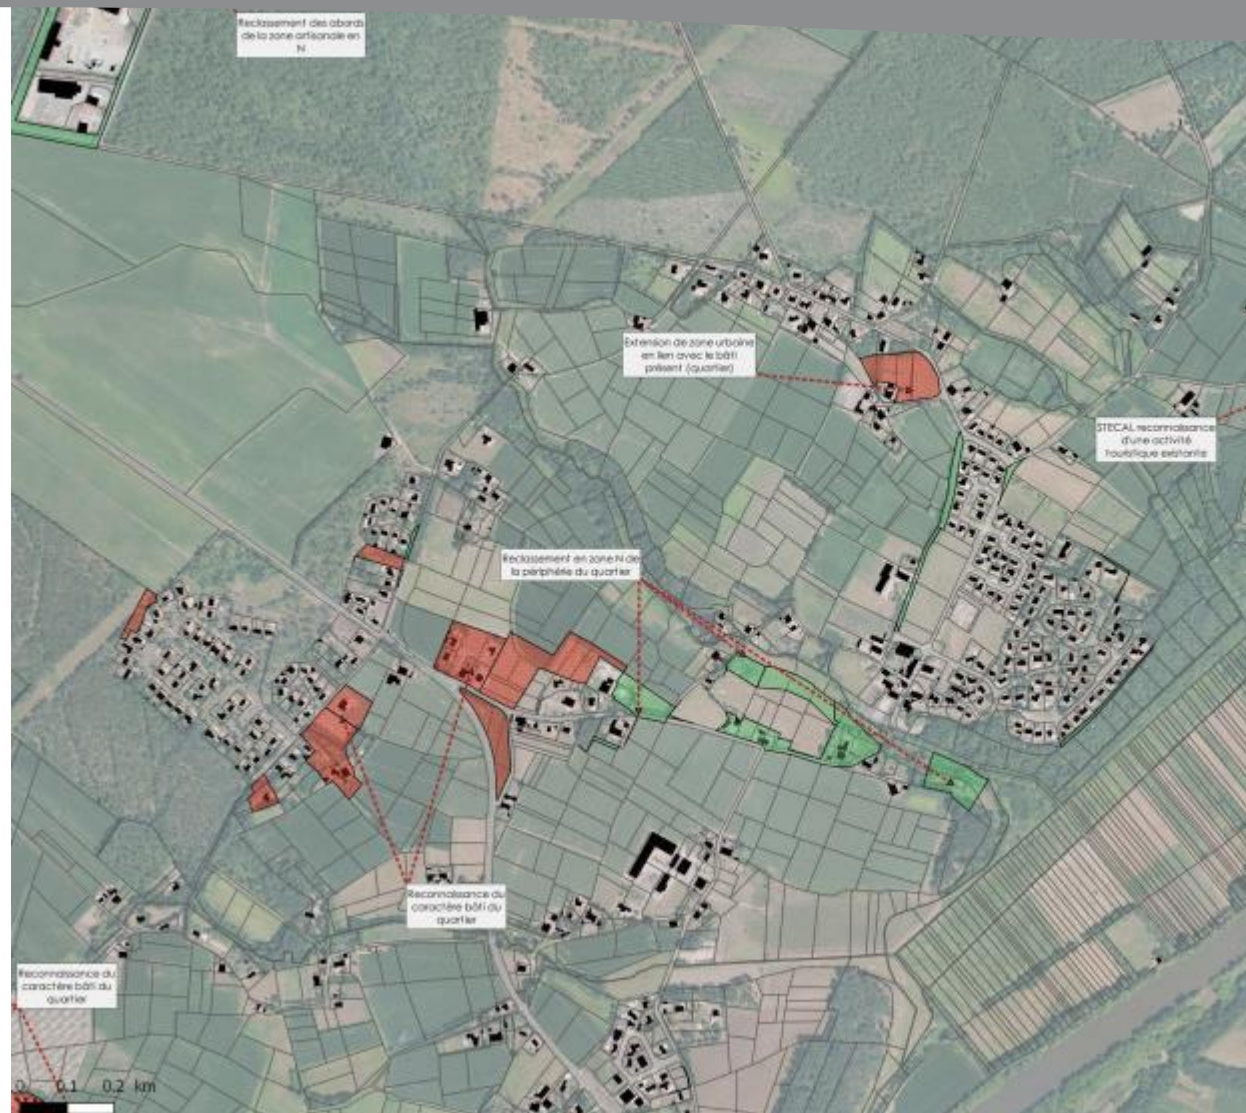 Reclassement des abords
de la zone artisanale en
N
Extension de zone urbaine
en lien avec le bâti
présent (quartier)
STECAL reconnaissance
d'une activité
touristique existante
Reclassement en zone N de
la périphérie du quartier
Reconnaissance du
caractère bâti du
quartier
Reconnaissance du
caractère bâti du
quartier
0 0.1 0.2 km